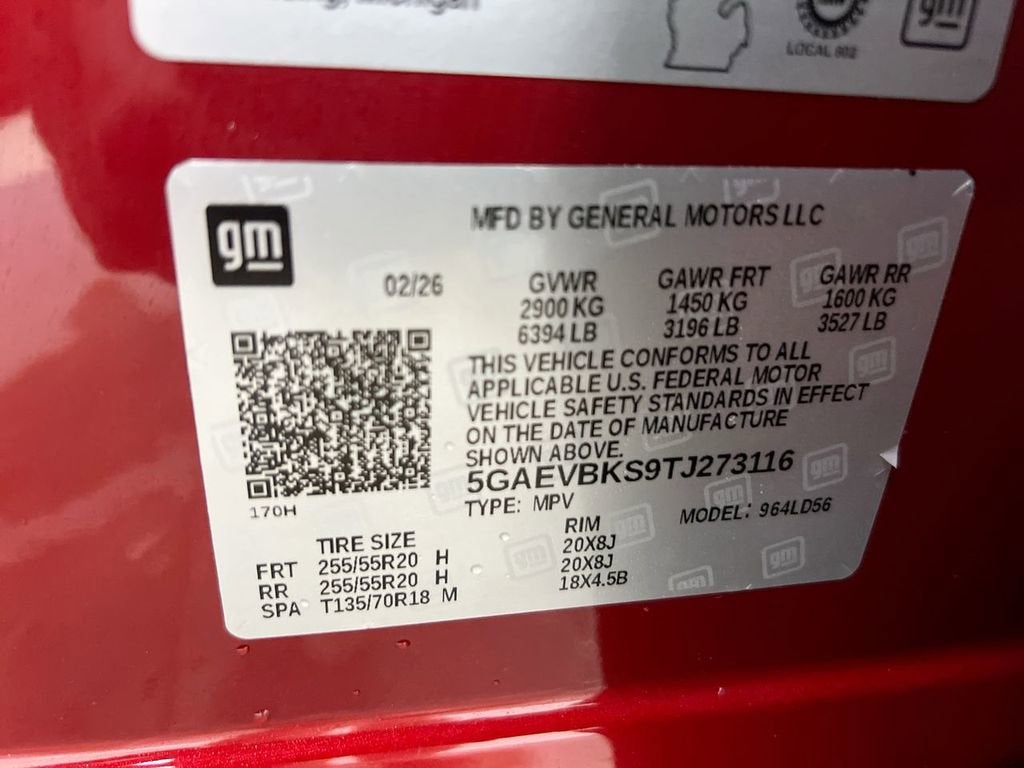 Michigan
LOCAL 602
gm
gm
MFD BY GENERAL MOTORS LLC
02/26
GVWR
2900 KG
6394 LB
GAWR FRT
1450 KG
3196 LB
GAWR RR
1600 KG
3527 LB
THIS VEHICLE CONFORMS TO ALL
APPLICABLE U.S. FEDERAL MOTOR
VEHICLE SAFETY STANDARDS IN EFFECT
ON THE DATE OF MANUFACTURE
SHOWN ABOVE.
5GAEVBKS9TJ273116
TYPE: MPV
MODEL: 964LD56
170H
TIRE SIZE
RIM
FRT 255/55R20 H 20X8J
RR 255/55R20 H 20X8J
SPA T135/70R18 M 18X4.5B